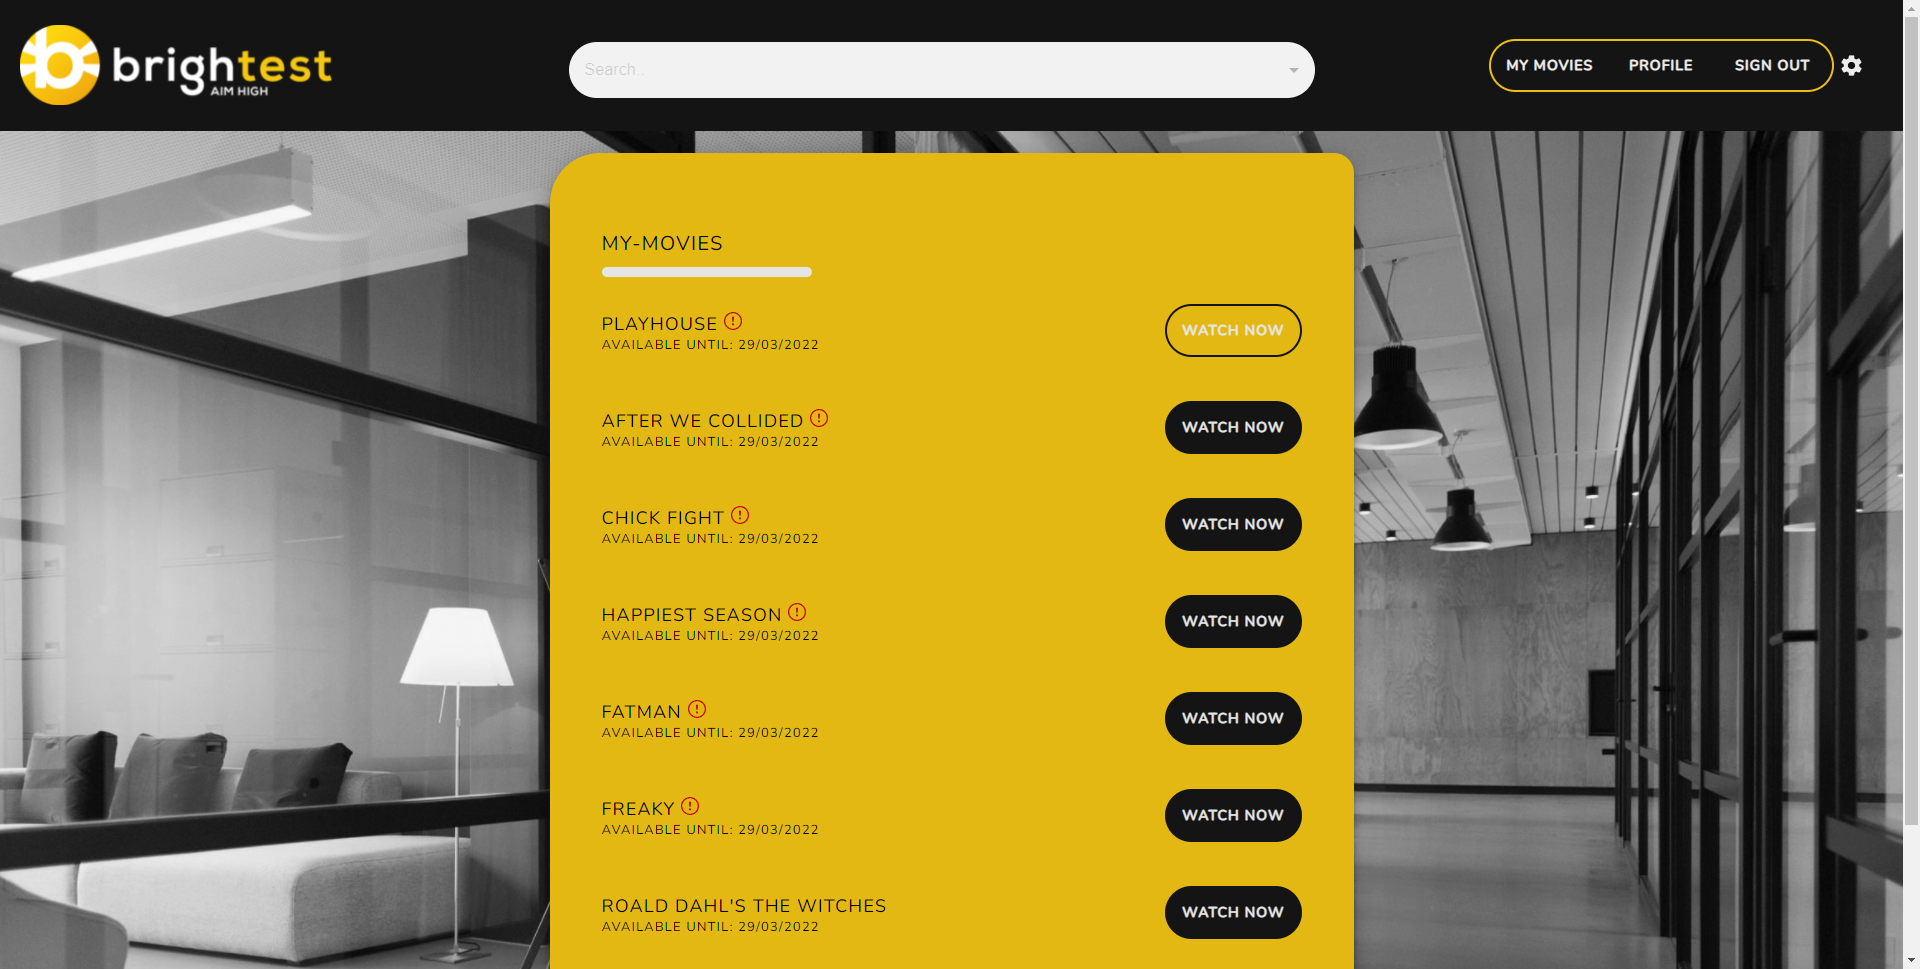 brightest
AIM HIGH
Search..
MY MOVIES
PROFILE
SIGN OUT
MY-MOVIES
PLAYHOUSE
AVAILABLE UNTIL: 29/03/2022
WATCH NOW
AFTER WE COLLIDED
AVAILABLE UNTIL: 29/03/2022
WATCH NOW
CHICK FIGHT
AVAILABLE UNTIL: 29/03/2022
WATCH NOW
HAPPIEST SEASON
AVAILABLE UNTIL: 29/03/2022
WATCH NOW
FATMAN
AVAILABLE UNTIL: 29/03/2022
WATCH NOW
FREAKY
AVAILABLE UNTIL: 29/03/2022
WATCH NOW
ROALD DAHL'S THE WITCHES
AVAILABLE UNTIL: 29/03/2022
WATCH NOW